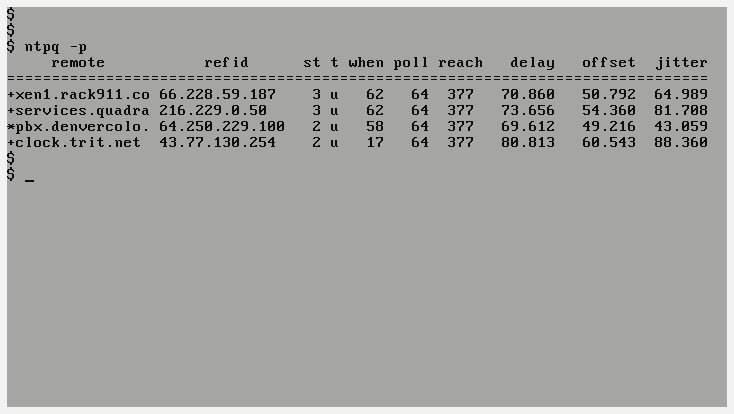 $
$
$ ntpq -p
     remote           refid      st t when poll reach   delay   offset  jitter
==============================================================================
+xen1.rack911.co 66.228.59.187    3 u   62   64  377   70.860   50.792  64.989
+services.quadra 216.229.0.50     3 u   62   64  377   73.656   54.360  81.708
*pbx.denvercolo. 64.250.229.100   2 u   58   64  377   69.612   49.216  43.059
+clock.trit.net  43.77.130.254    2 u   17   64  377   80.813   60.543  88.360
$
$ _